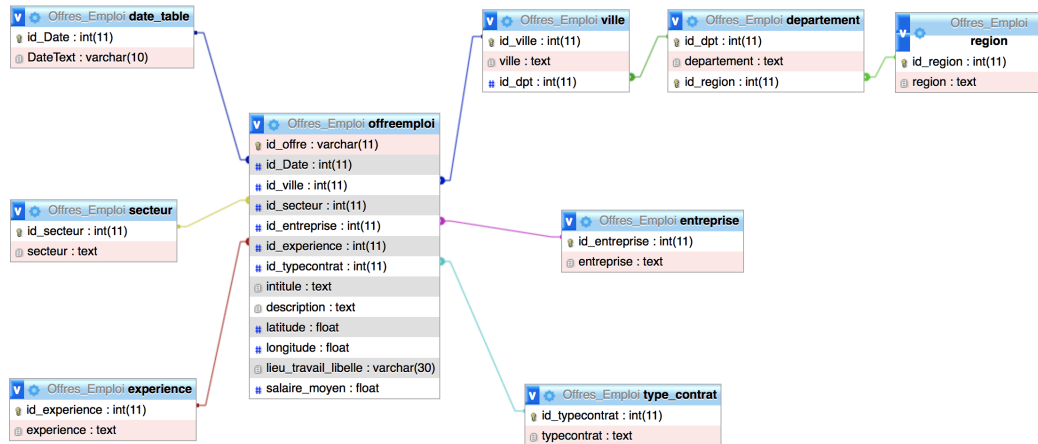 Offres_Emploi date_table
id_Date : int(11)
DateText : varchar(10)
Offres_Emploi ville
id_ville : int(11)
ville : text
id_dpt : int(11)
Offres_Emploi departement
id_dpt : int(11)
departement : text
id_region : int(11)
Offres_Emploi
region
id_region : int(11)
region : text
Offres_Emploi offreemploi
id_offre : varchar(11)
id_Date : int(11)
id_ville : int(11)
id_secteur : int(11)
id_entreprise : int(11)
id_experience : int(11)
id_typecontrat : int(11)
intitule : text
description : text
latitude : float
longitude : float
lieu_travail_libelle : varchar(30)
salaire_moyen : float
Offres_Emploi secteur
id_secteur : int(11)
secteur : text
Offres_Emploi entreprise
id_entreprise : int(11)
entreprise : text
Offres_Emploi experience
id_experience : int(11)
experience : text
Offres_Emploi type_contrat
id_typecontrat : int(11)
typecontrat : text